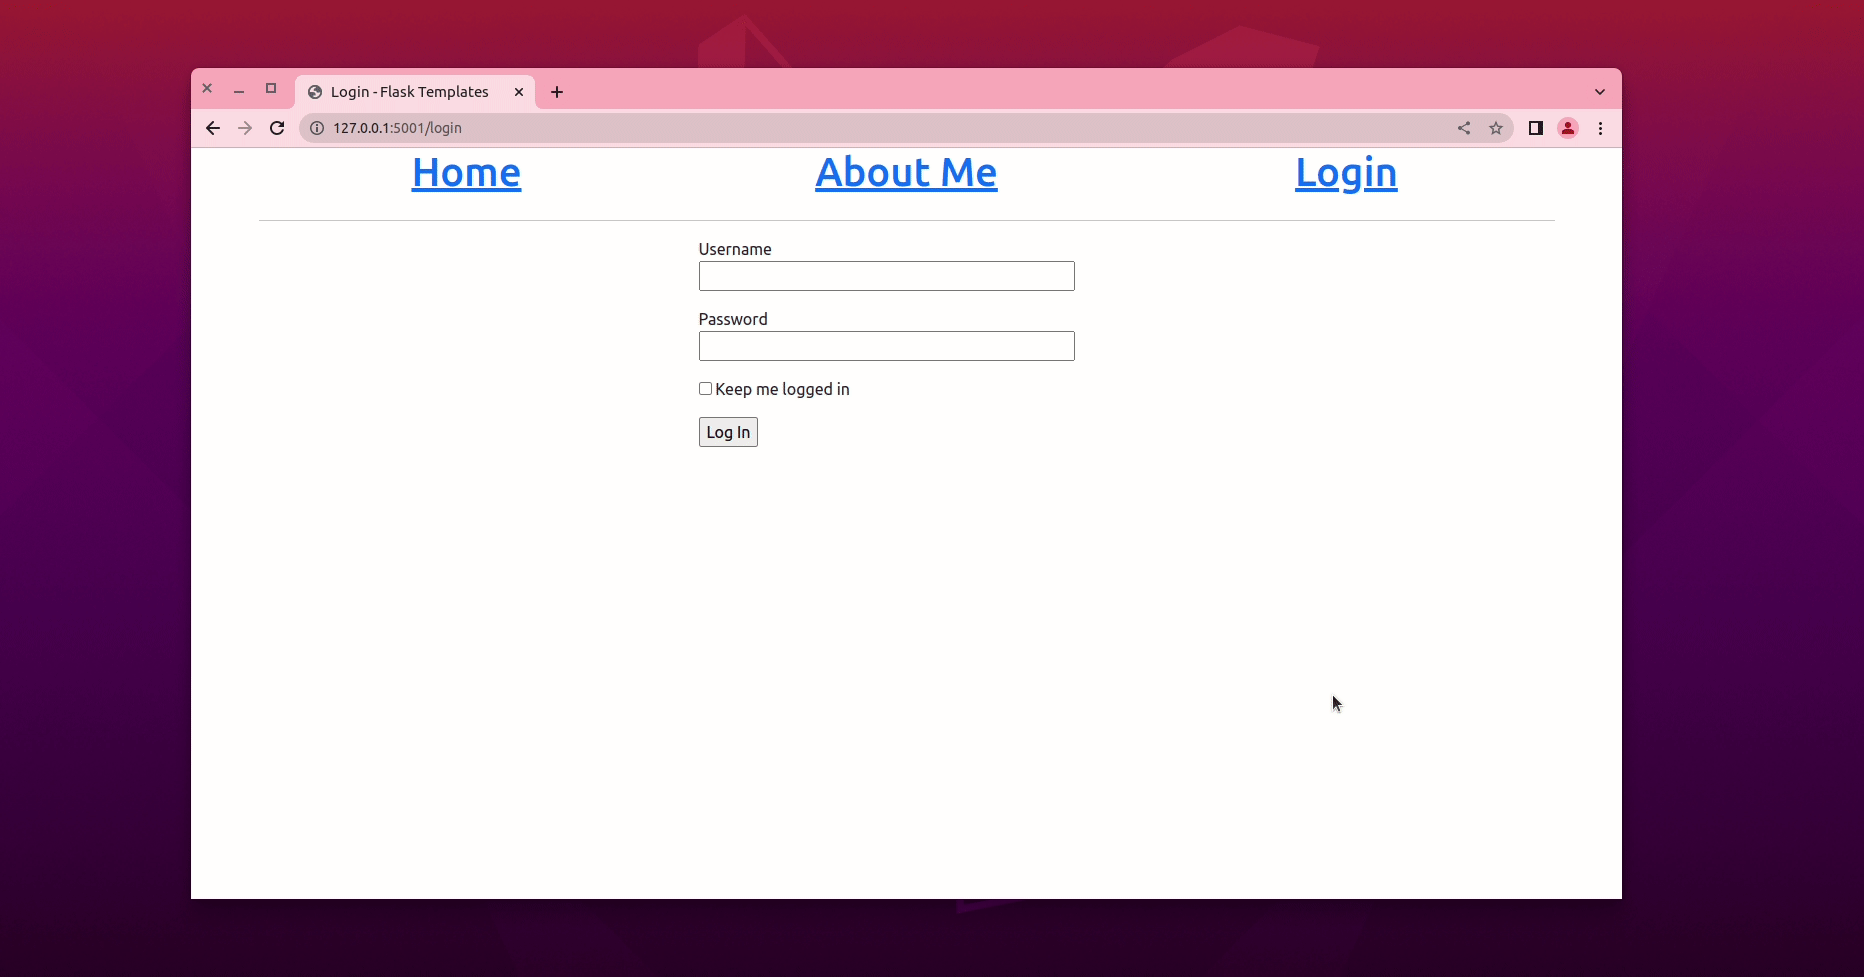 Login - Flask Templates
127.0.0.1:5001/login
Home About Me Login
Username
Password
Keep me logged in
Log In